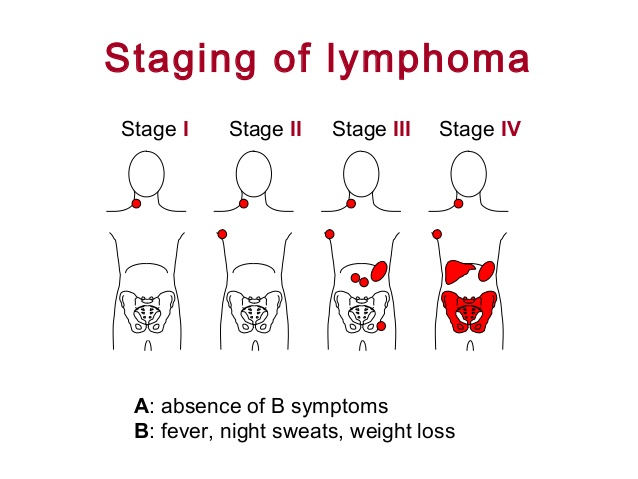 Staging of lymphoma
Stage I Stage II Stage III Stage IV
A: absence of B symptoms
B: fever, night sweats, weight loss